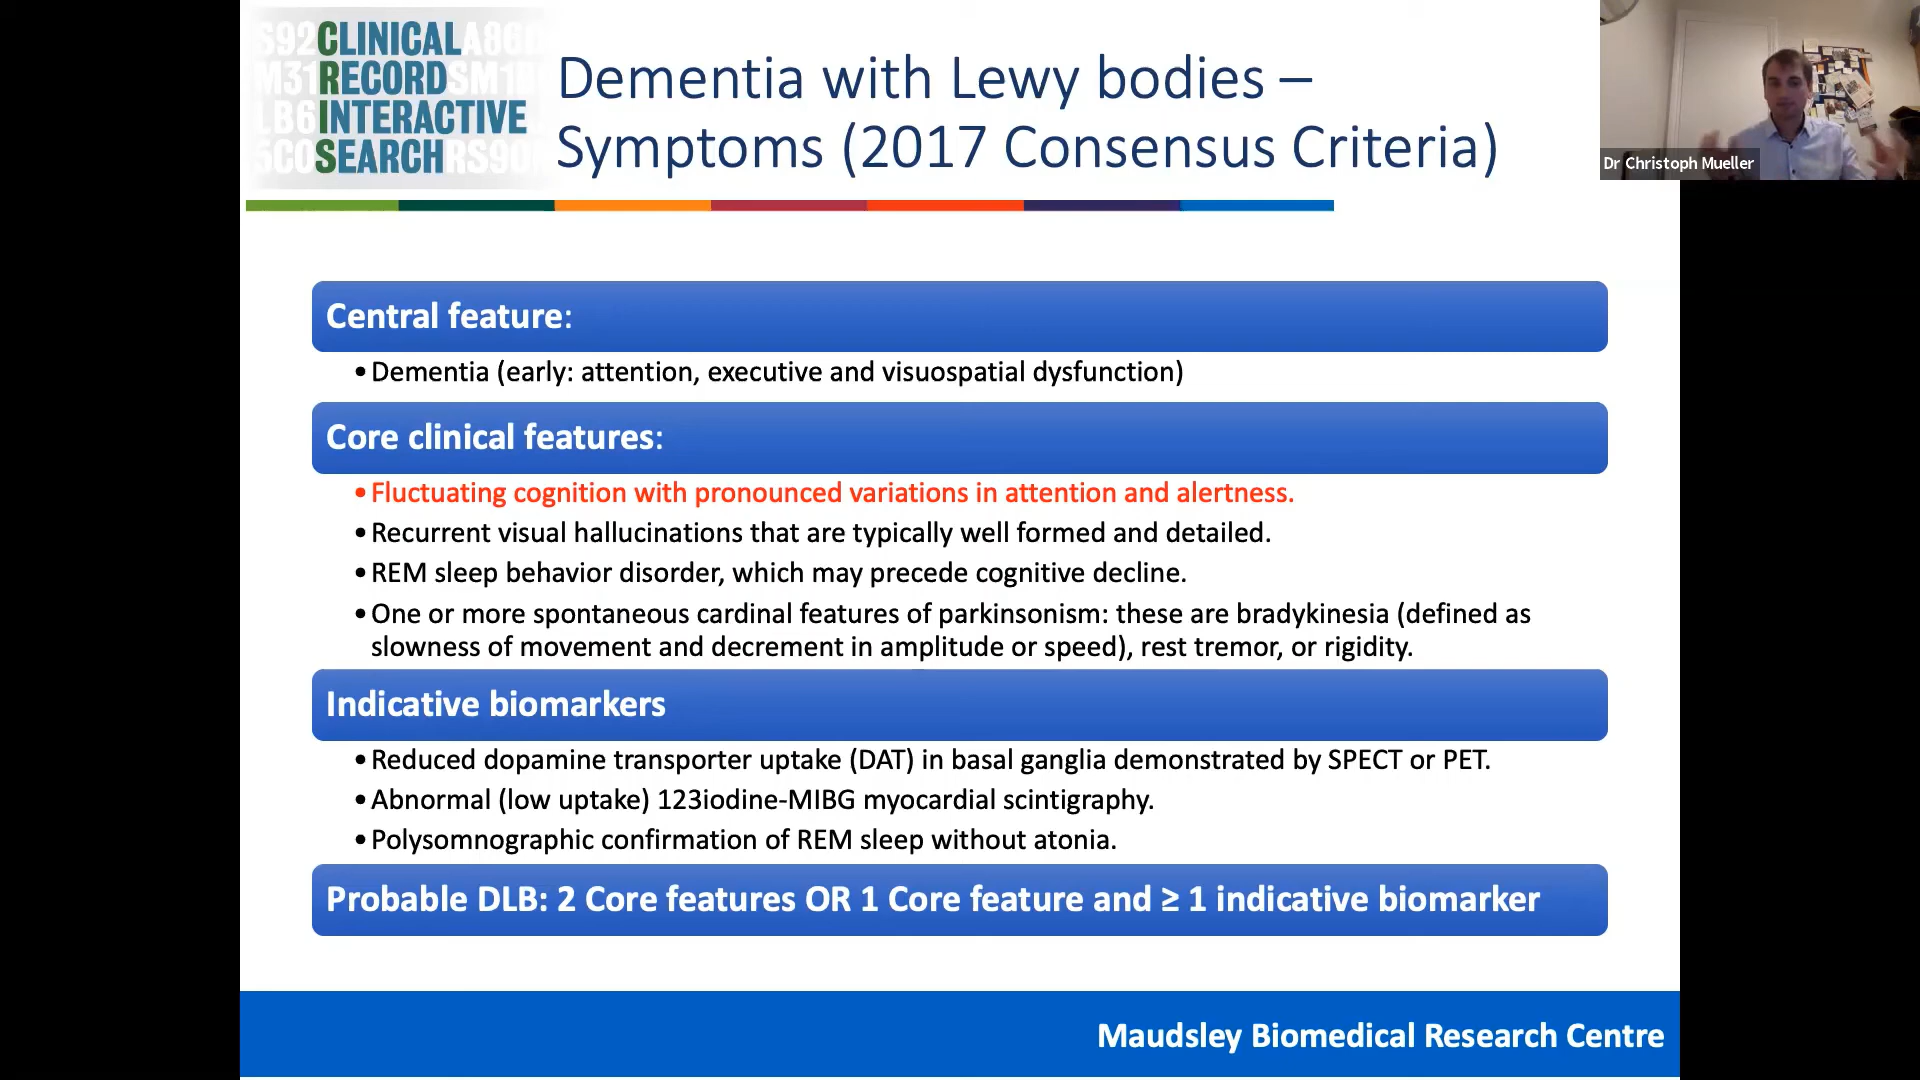 CLINICAL
RECORD
INTERACTIVE
SEARCH
Dementia with Lewy bodies –
Symptoms (2017 Consensus Criteria)
Dr Christoph Mueller
Central feature:
•Dementia (early: attention, executive and visuospatial dysfunction)
Core clinical features:
•Fluctuating cognition with pronounced variations in attention and alertness.
•Recurrent visual hallucinations that are typically well formed and detailed.
•REM sleep behavior disorder, which may precede cognitive decline.
•One or more spontaneous cardinal features of parkinsonism: these are bradykinesia (defined as
slowness of movement and decrement in amplitude or speed), rest tremor, or rigidity.
Indicative biomarkers
•Reduced dopamine transporter uptake (DAT) in basal ganglia demonstrated by SPECT or PET.
•Abnormal (low uptake) 123iodine-MIBG myocardial scintigraphy.
•Polysomnographic confirmation of REM sleep without atonia.
Probable DLB: 2 Core features OR 1 Core feature and ≥ 1 indicative biomarker
Maudsley Biomedical Research Centre